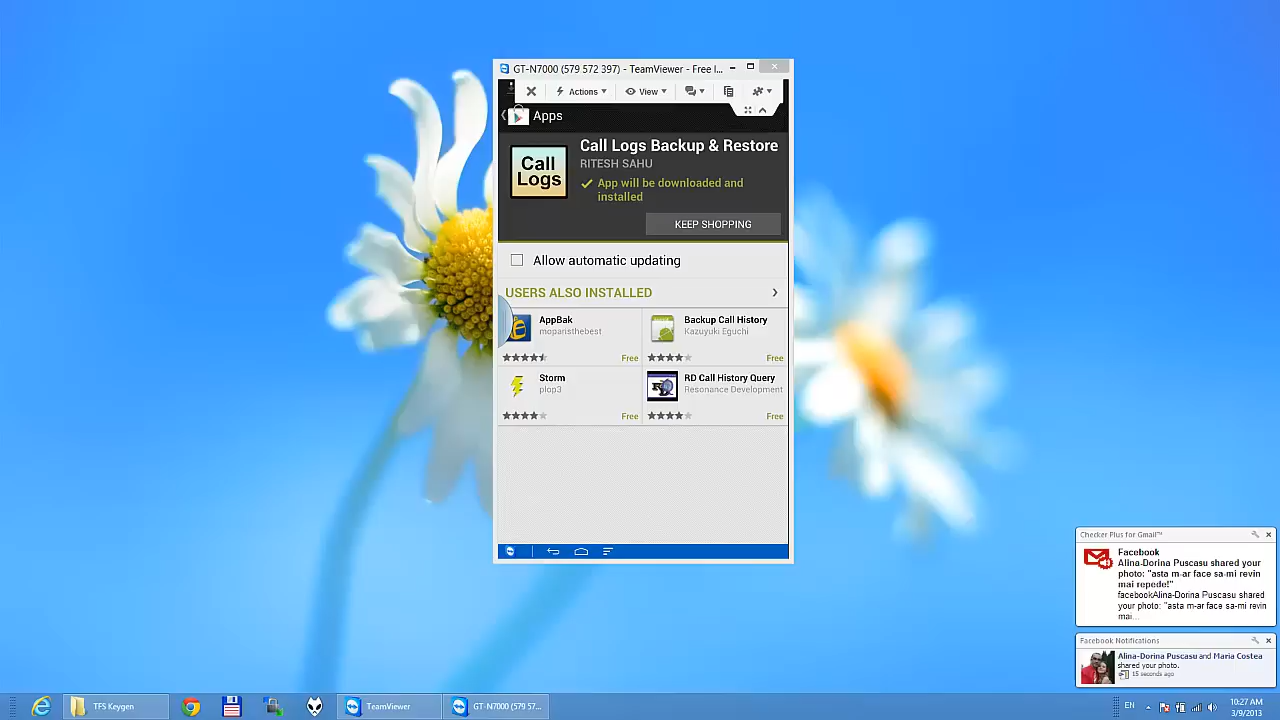 GT-N7000 (579 572 397) - TeamViewer - Free l...
Actions
View
Apps
Call Logs
Call Logs Backup & Restore
RITESH SAHU
App will be downloaded and
installed
KEEP SHOPPING
Allow automatic updating
USERS ALSO INSTALLED
AppBak
moparisthebest
Free
Backup Call History
Kazuyuki Eguchi
Free
Storm
plop3
Free
RD Call History Query
Resonance Development
Free
Checker Plus for Gmail™
Facebook
Alina-Dorina Puscasu shared your
photo: "asta m-ar face sa-mi revin
mai repede!"
facebookAlina-Dorina Puscasu shared
your photo: "asta m-ar face sa-mi revin
mai...
Facebook Notifications
Alina-Dorina Puscasu and Maria Costea
shared your photo.
15 seconds ago
TFS Keygen
TeamViewer
GT-N7000 (579 57...
EN
10:27 AM
3/9/2013